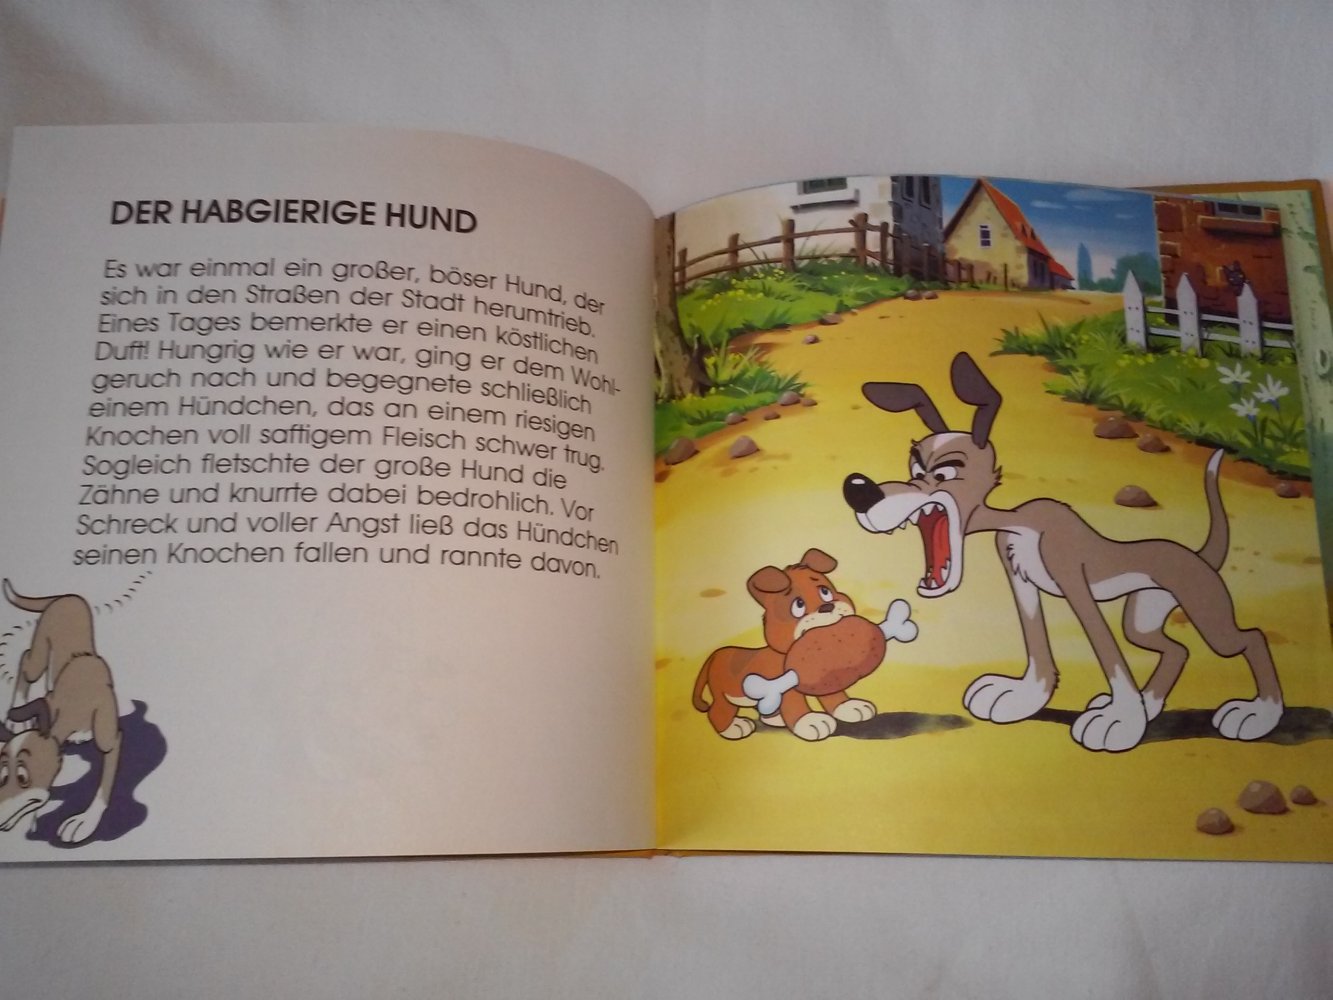 DER HABGIERIGE HUND
Es war einmal ein großer, böser Hund, der
sich in den Straßen der Stadt herumtrieb.
Eines Tages bemerkte er einen köstlichen
Duft! Hungrig wie er war, ging er dem Wohl-
geruch nach und begegnete schließlich
einem Hündchen, das an einem riesigen
Knochen voll saftigem Fleisch schwer trug.
Sogleich fletschte der große Hund die
Zähne und knurrte dabei bedrohlich. Vor
Schreck und voller Angst ließ das Hündchen
seinen Knochen fallen und rannte davon.